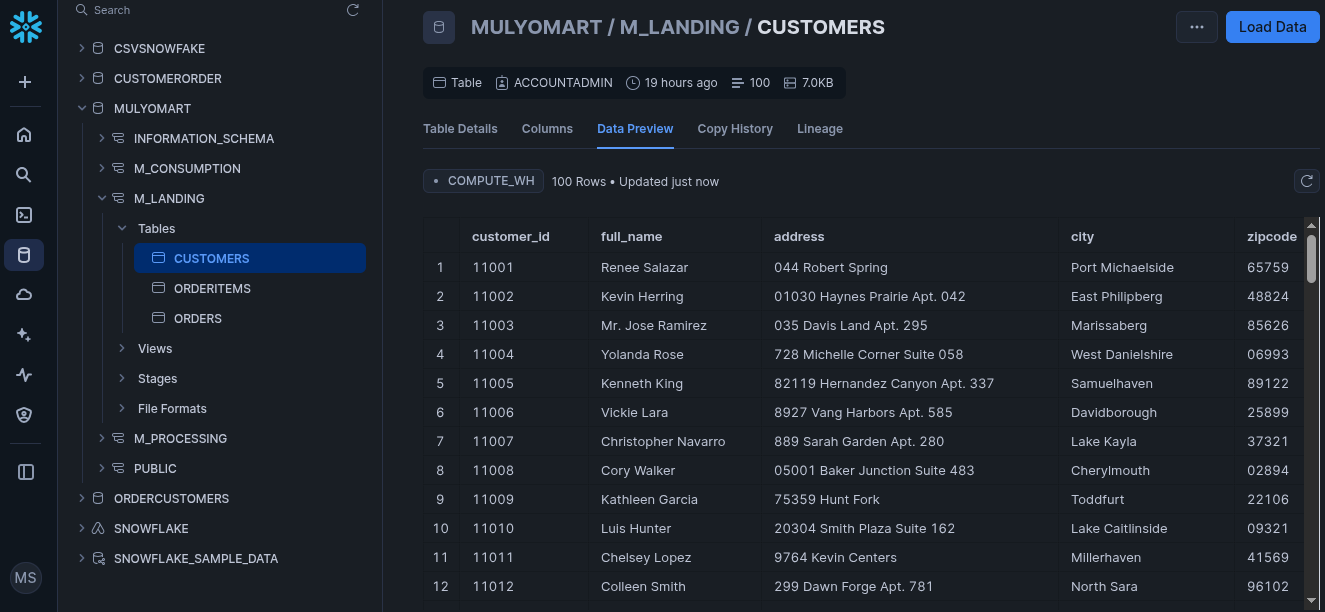 Search
CSVSNOWFAKE
CUSTOMERORDER
MULYOMART
INFORMATION_SCHEMA
M_CONSUMPTION
M_LANDING
Tables
CUSTOMERS
ORDERITEMS
ORDERS
Views
Stages
File Formats
M_PROCESSING
PUBLIC
ORDERCUSTOMERS
SNOWFLAKE
SNOWFLAKE_SAMPLE_DATA
MS
MULYOMART / M_LANDING / CUSTOMERS
... Load Data
Table ACCOUNTADMIN 19 hours ago 100 7.0KB
Table Details Columns Data Preview Copy History Lineage
• COMPUTE_WH 100 Rows • Updated just now
customer_id full_name address city zipcode
1 11001 Renee Salazar 044 Robert Spring Port Michaelside 65759
2 11002 Kevin Herring 01030 Haynes Prairie Apt. 042 East Philipberg 48824
3 11003 Mr. Jose Ramirez 035 Davis Land Apt. 295 Marissaberg 85626
4 11004 Yolanda Rose 728 Michelle Corner Suite 058 West Danielshire 06993
5 11005 Kenneth King 82119 Hernandez Canyon Apt. 337 Samuelhaven 89122
6 11006 Vickie Lara 8927 Vang Harbors Apt. 585 Davidborough 25899
7 11007 Christopher Navarro 889 Sarah Garden Apt. 280 Lake Kayla 37321
8 11008 Cory Walker 05001 Baker Junction Suite 483 Cherylmouth 02894
9 11009 Kathleen Garcia 75359 Hunt Fork Toddfurt 22106
10 11010 Luis Hunter 20304 Smith Plaza Suite 162 Lake Caitlinside 09321
11 11011 Chelsey Lopez 9764 Kevin Centers Millerhaven 41569
12 11012 Colleen Smith 299 Dawn Forge Apt. 781 North Sara 96102